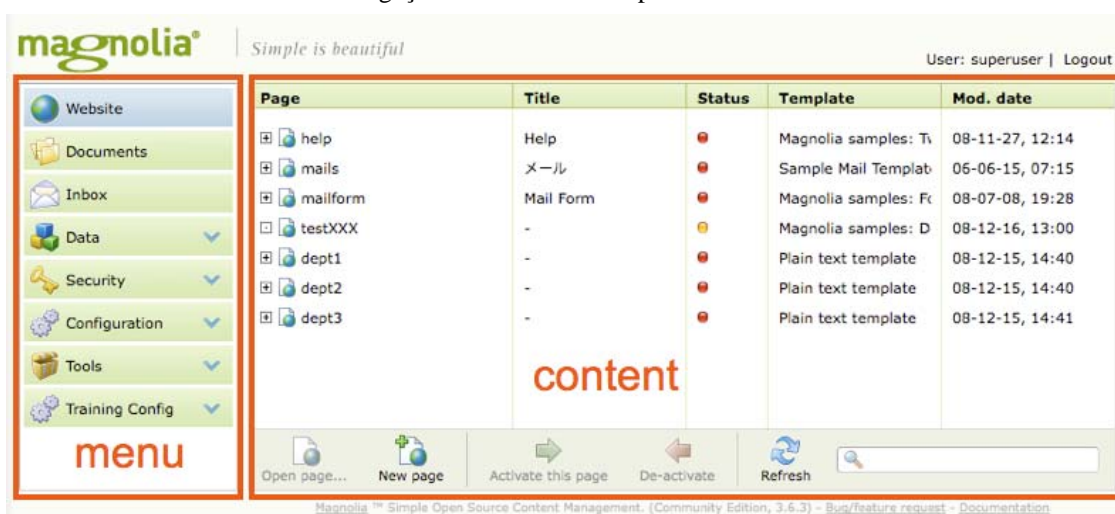 magnolia®
Simple is beautiful
User: superuser | Logout
Website
Documents
Inbox
Data
Security
Configuration
Tools
Training Config
menu
Page Title Status Template Mod. date
help Help Magnolia samples: Tw 08-11-27, 12:14
mails メール Sample Mail Templat 06-06-15, 07:15
mailform Mail Form Magnolia samples: Fo 08-07-08, 19:28
testXXX - Magnolia samples: D 08-12-16, 13:00
dept1 - Plain text template 08-12-15, 14:40
dept2 - Plain text template 08-12-15, 14:40
dept3 - Plain text template 08-12-15, 14:41
content
Open page... New page Activate this page De-activate Refresh
Magnolia ™ Simple Open Source Content Management. (Community Edition, 3.6.3) - Bug/feature request - Documentation